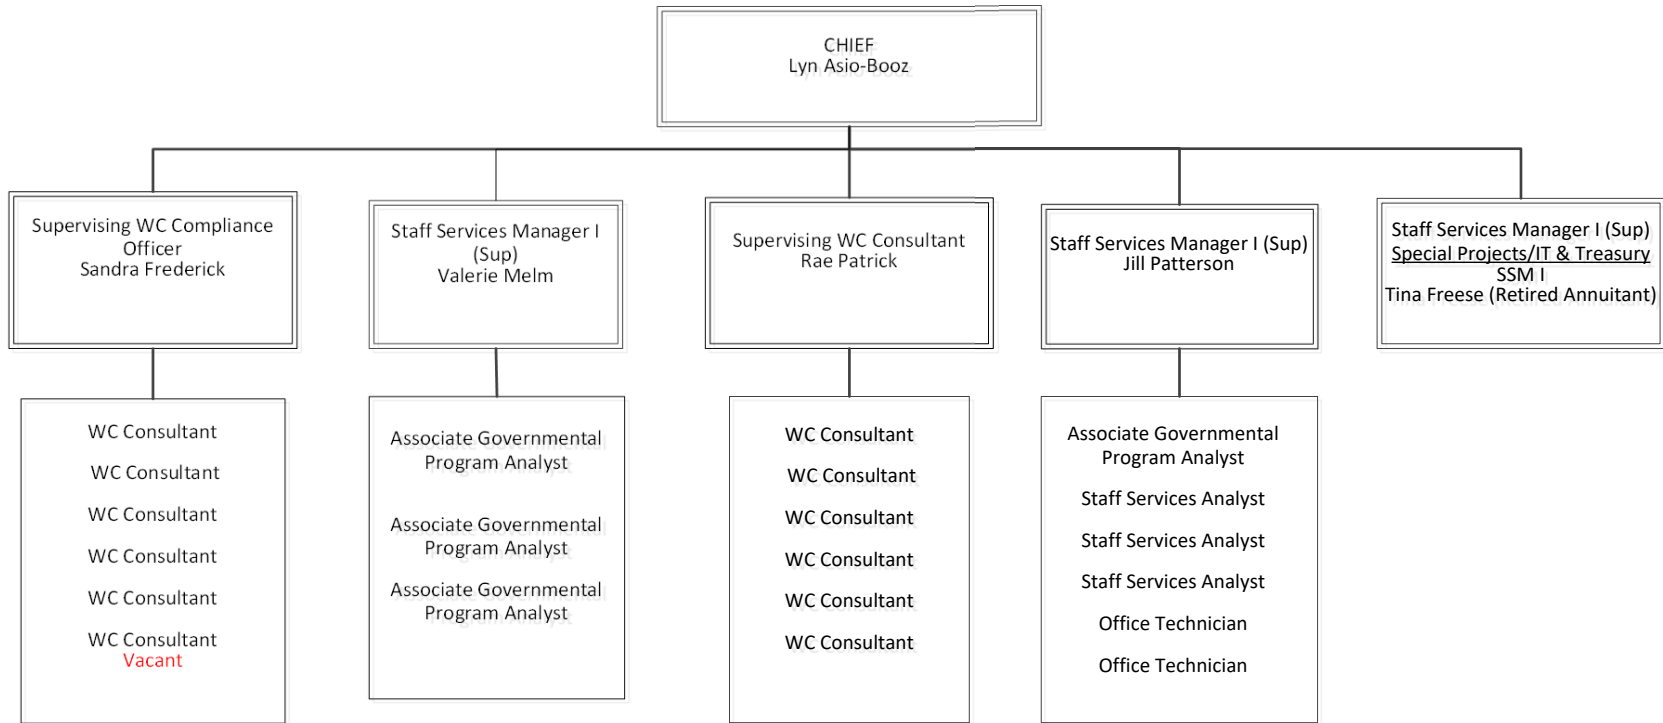 CHIEF
Lyn Asio-Booz
Supervising WC Compliance
Officer
Sandra Frederick
Staff Services Manager I
(Sup)
Valerie Melm
Supervising WC Consultant
Rae Patrick
Staff Services Manager I (Sup)
Jill Patterson
Staff Services Manager I (Sup)
Special Projects/IT & Treasury
SSM I
Tina Freese (Retired Annuitant)
WC Consultant
WC Consultant
WC Consultant
WC Consultant
WC Consultant
WC Consultant
Vacant
Associate Governmental
Program Analyst
Associate Governmental
Program Analyst
Associate Governmental
Program Analyst
WC Consultant
WC Consultant
WC Consultant
WC Consultant
WC Consultant
WC Consultant
Associate Governmental
Program Analyst
Staff Services Analyst
Staff Services Analyst
Staff Services Analyst
Office Technician
Office Technician